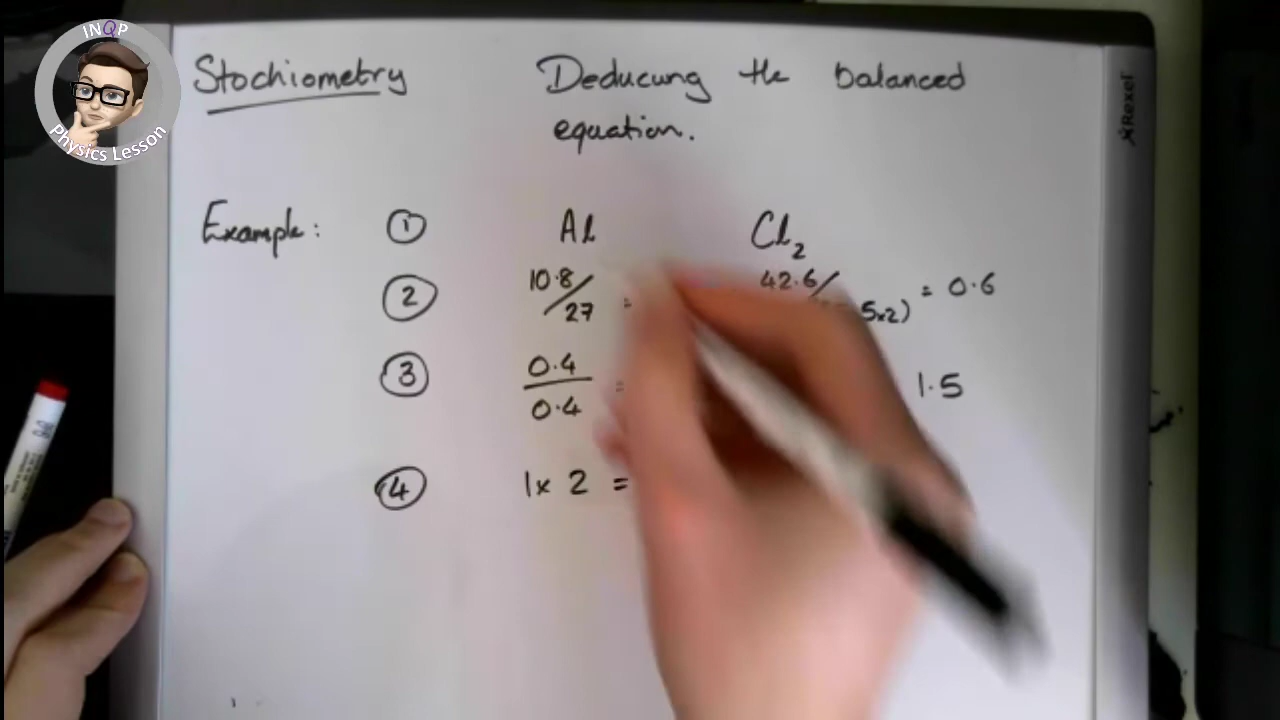 INQP
Physics Lesson
Rexel
Stochiometry Deducing the balanced
equation.
Example: 1 Al Cl2
2 10.8/27 = 42.6/ 5x2) = 0.6
3 0.4/0.4 = 1.5
4 1x 2 =